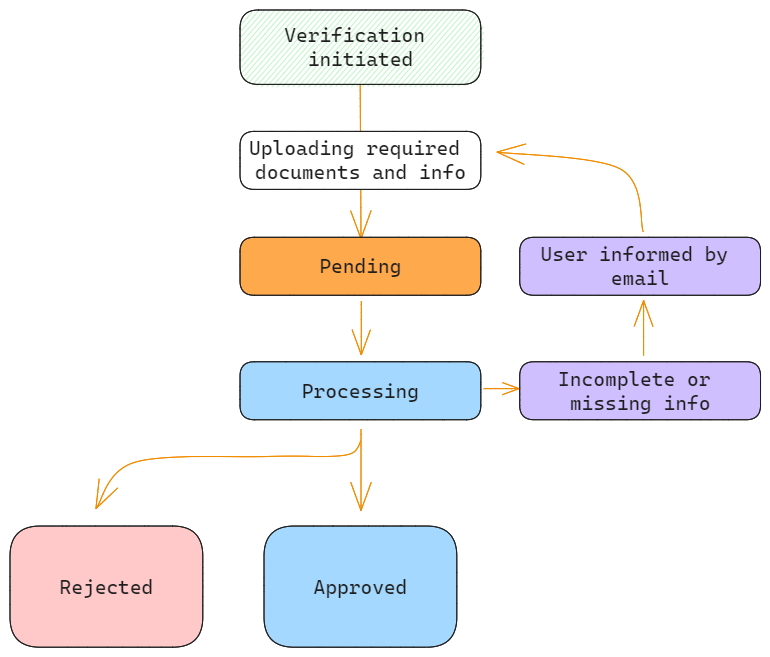 Verification
initiated
Uploading required
documents and info
Pending
User informed by
email
Processing
Incomplete or
missing info
Rejected
Approved